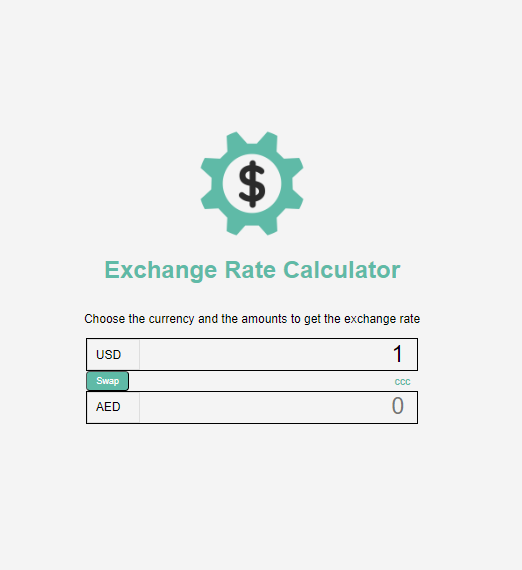 $
Exchange Rate Calculator
Choose the currency and the amounts to get the exchange rate
USD 1
Swap ccc
AED 0